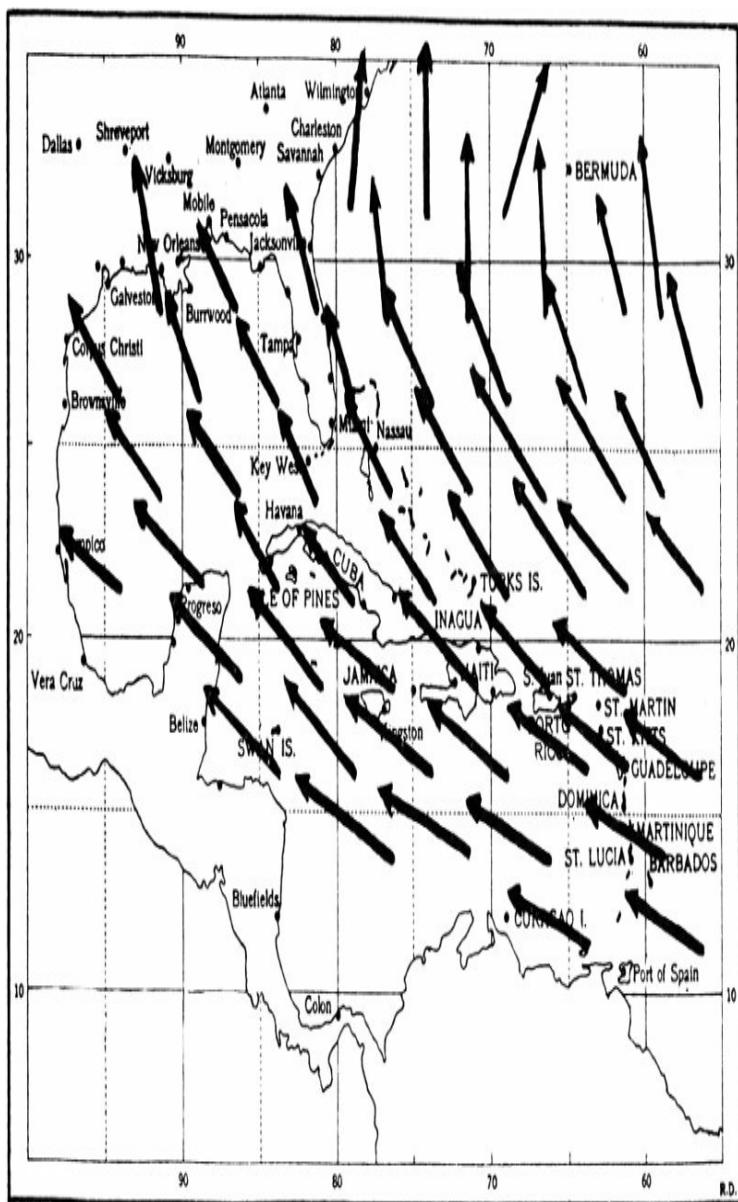 90 80 70 60
Atlanta
Wilmington
Charleston
Dallas
Shreveport
Montgomery
Savannah
Vicksburg
BERMUDA
Mobile
Pensacola
New Orleans
Jacksonville
30
30
Galveston
Burrwood
Tampa
Corpus Christi
Brownsville
Miami
Nassau
Key West
Havana
CUBA
TURKS IS.
Progreso
INAGUA
20
20
JAMAICA
S. Juan
ST. THOMAS
Vera Cruz
ST. MARTIN
Belize
SWAN IS.
PORTO
ST. KITTS
GUADELOUPE
DOMINICA
MARTINIQUE
ST. LUCIA
BARBADOS
Bluefields
CURACAO I.
Port of Spain
10
10
Colon
90 80 70 60
R.D.